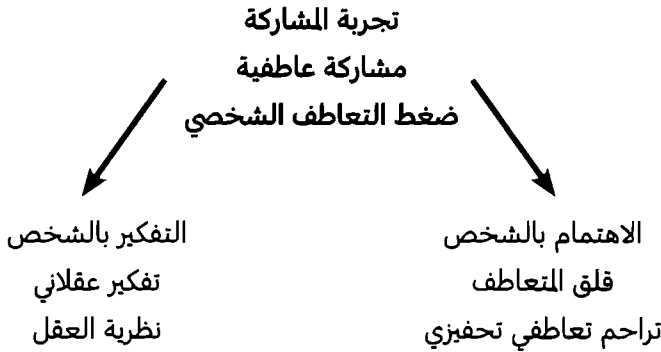 تجربة المشاركة
مشاركة عاطفية
ضغط التعاطف الشخصي
الاهتمام بالشخص
قلق المتعاطف
تراحم تعاطفي تحفيزي
التفكير بالشخص
تفكير عقلاني
نظرية العقل